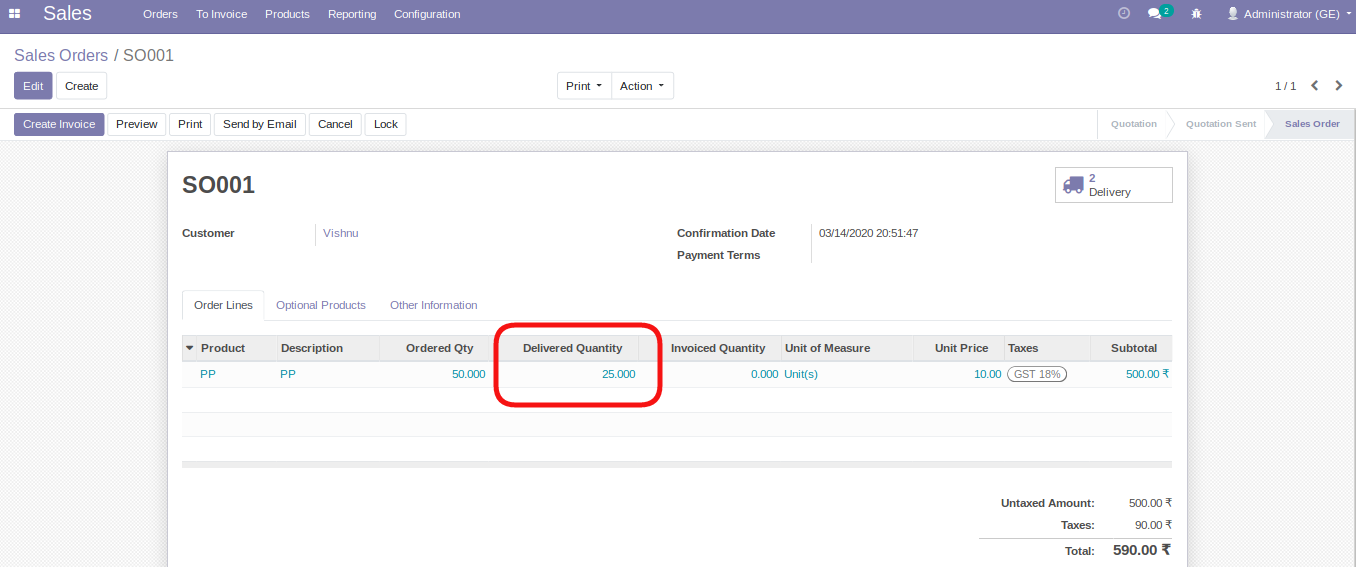 Sales Orders To Invoice Products Reporting Configuration 2 Administrator (GE)
Sales Orders / SO001
Edit Create Print Action 1 / 1
Create Invoice Preview Print Send by Email Cancel Lock Quotation Quotation Sent Sales Order
SO001
2
Delivery
Customer Vishnu Confirmation Date 03/14/2020 20:51:47
Payment Terms
Order Lines Optional Products Other Information
Product Description Ordered Qty Delivered Quantity Invoiced Quantity Unit of Measure Unit Price Taxes Subtotal
PP PP 50.000 25.000 0.000 Unit(s) 10.00 GST 18% 500.00 ₹
Untaxed Amount: 500.00 ₹
Taxes: 90.00 ₹
Total: 590.00 ₹